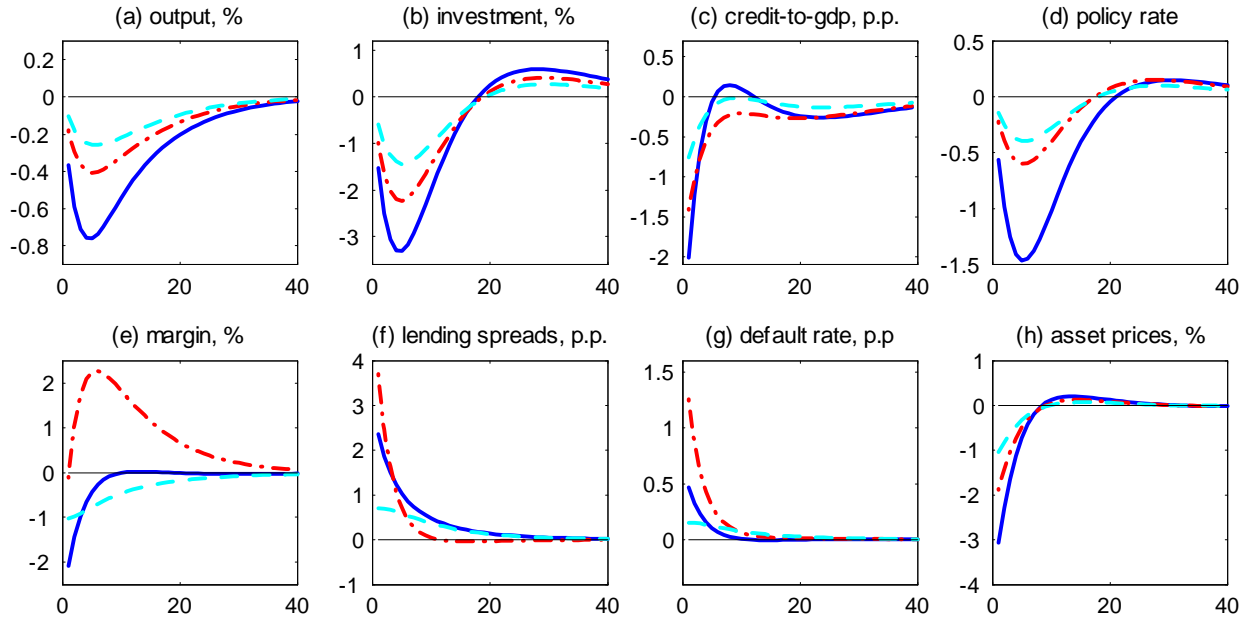 (a) output, %
(b) investment, %
(c) credit-to-gdp, p.p.
(d) policy rate
0.2
0
-0.2
-0.4
-0.6
-0.8
0 20 40
1
0
-1
-2
-3
0 20 40
0.5
0
-0.5
-1
-1.5
-2
0 20 40
0.5
0
-0.5
-1
-1.5
0 20 40
(e) margin, %
(f) lending spreads, p.p.
(g) default rate, p.p
(h) asset prices, %
2
1
0
-1
-2
0 20 40
4
3
2
1
0
1
0 20 40
1.5
1
0.5
0
0 20 40
1
0
-1
-2
-3
-4
0 20 40